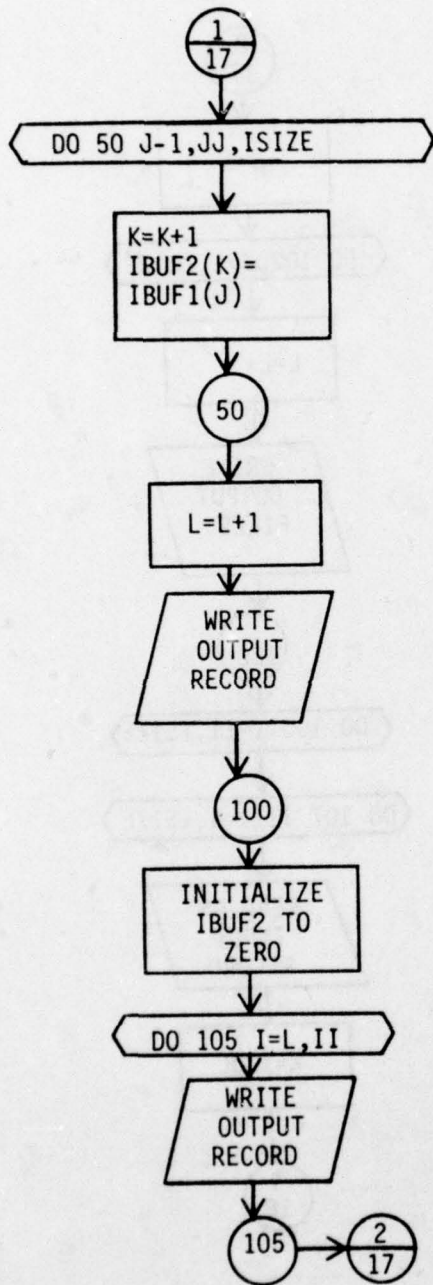 1
17
DO 50 J-1,JJ,ISIZE
K=K+1
IBUF2(K)=
IBUF1(J)
50
L=L+1
WRITE
OUTPUT
RECORD
100
INITIALIZE
IBUF2 TO
ZERO
DO 105 I=L,II
WRITE
OUTPUT
RECORD
105
2
17